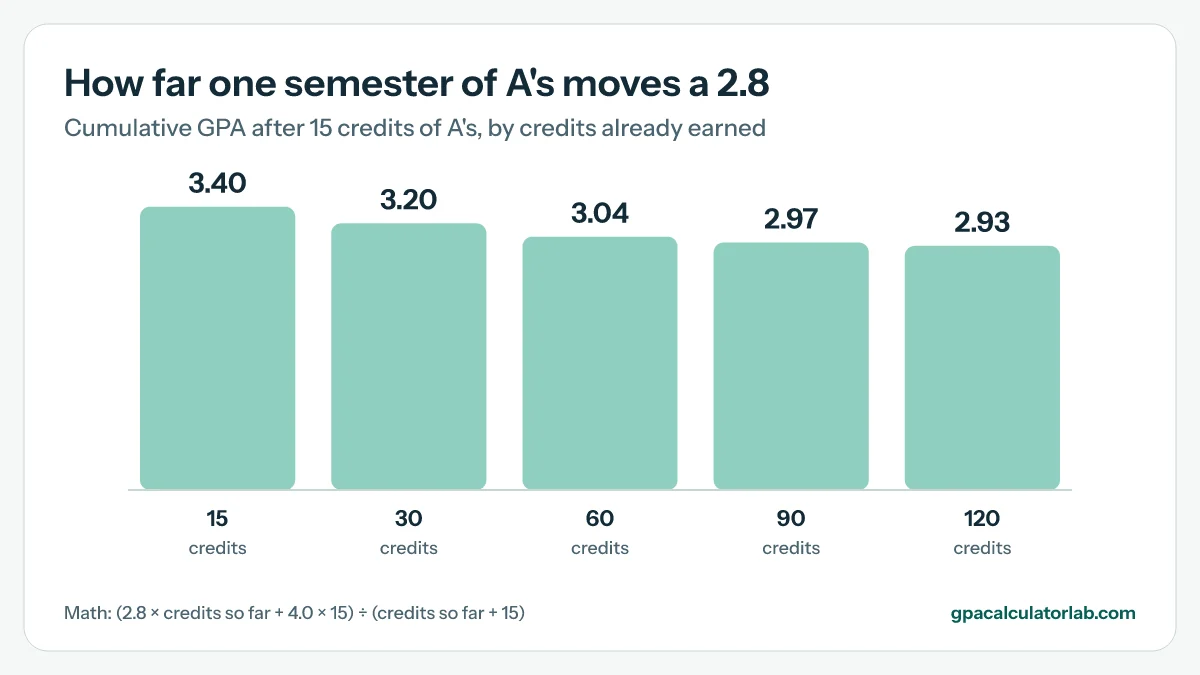 How far one semester of A's moves a 2.8
Cumulative GPA after 15 credits of A's, by credits already earned
3.40
3.20
3.04
2.97
2.93
15
credits
30
credits
60
credits
90
credits
120
credits
Math: (2.8 × credits so far + 4.0 × 15) ÷ (credits so far + 15)
gpacalculatorlab.com